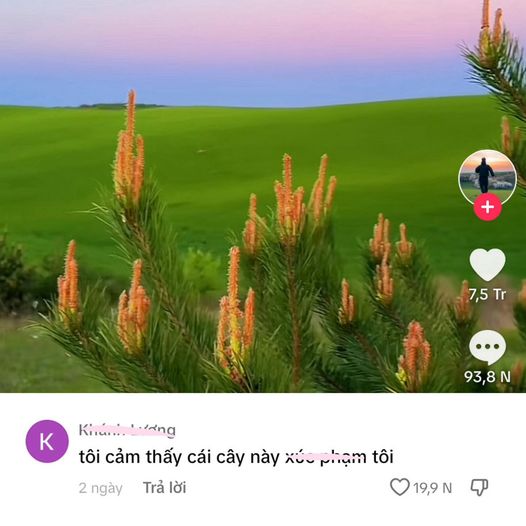 7,5 Tr
93,8 N
K
Khánh Lương
tôi cảm thấy cái cây này xúc phạm tôi
2 ngày Trả lời 19,9 N